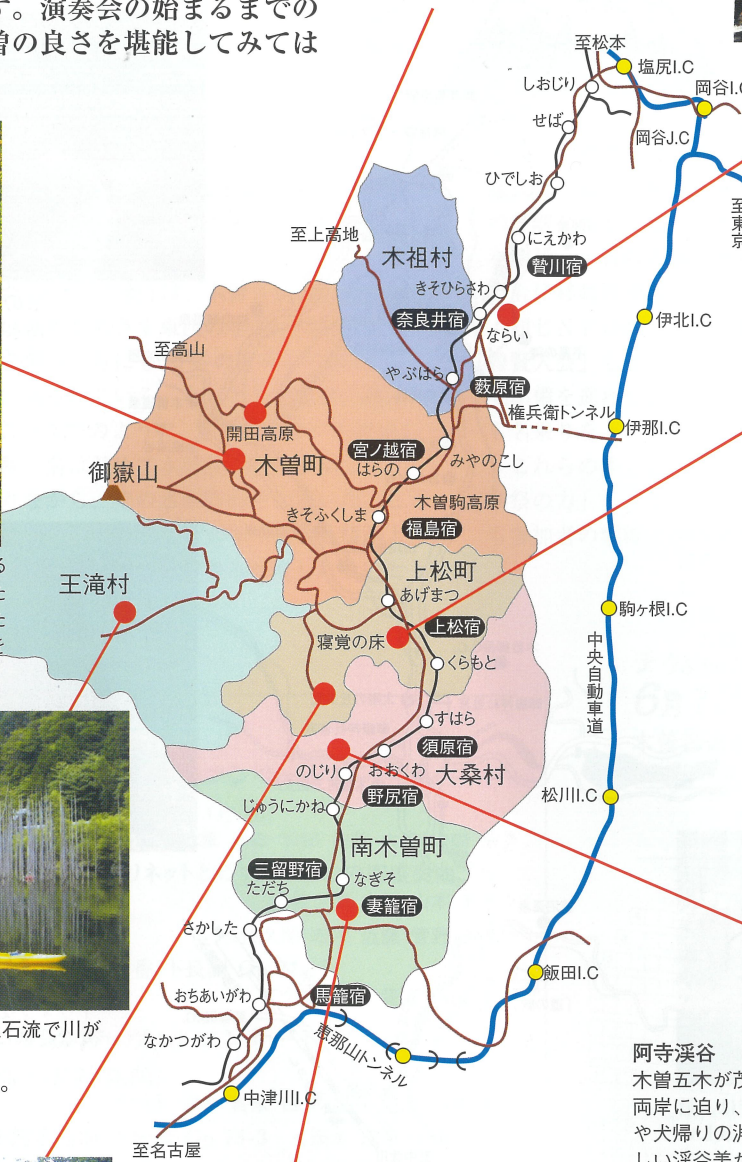 す。演奏会の始まるまでの
曽の良さを堪能してみては
至松本
塩尻I.C
しおじり
岡谷I.C
せば
岡谷J.C
ひでしお
至東京
至上高地
にえかわ
木祖村
贄川宿
きそひらさわ
奈良井宿
伊北I.C
ならい
至高山
やぶはら
藪原宿
権兵衛トンネル
伊那I.C
開田高原
宮ノ越宿
みやのこし
木曽町
はらの
御嶽山
木曽駒高原
きそふくしま
福島宿
上松町
王滝村
あげまつ
駒ヶ根I.C
上松宿
寝覚の床
中央自動車道
くらもと
すはら
須原宿
のじり
おおくわ
大桑村
野尻宿
松川I.C
じゅうにかね
南木曽町
三留野宿
なぎそ
ただち
妻籠宿
さかした
飯田I.C
おちあいがわ
馬籠宿
石流で川が
なかつがわ
恵那山トンネル
阿寺渓谷
木曽五木が茂
。
中津川I.C
両岸に迫り、
や犬帰りの淵
至名古屋
しい渓谷美が